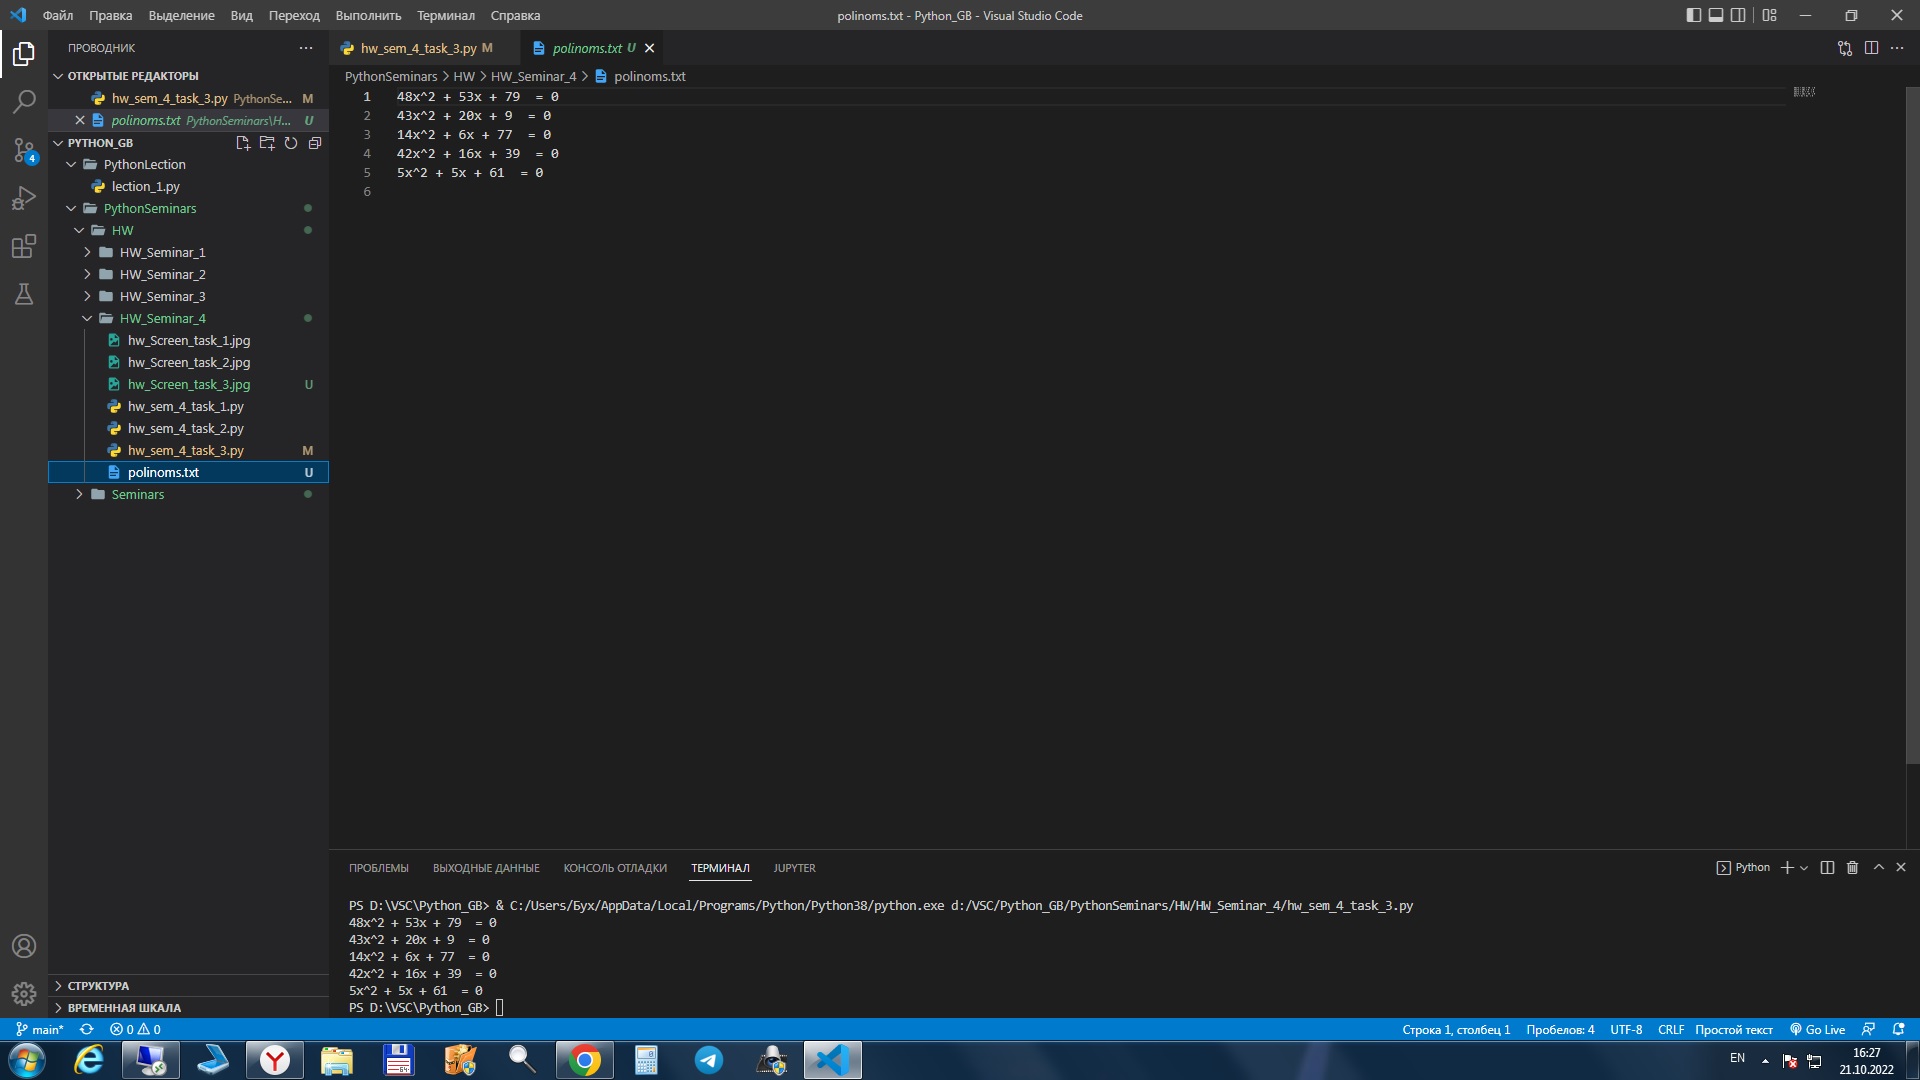 Файл Правка Выделение Вид Переход Выполнить Терминал Справка
polinoms.txt - Python_GB - Visual Studio Code
ПРОВОДНИК
ОТКРЫТЫЕ РЕДАКТОРЫ
hw_sem_4_task_3.py PythonSe... M
polinoms.txt PythonSeminars\H... U
PYTHON_GB
PythonLection
lection_1.py
PythonSeminars
HW
HW_Seminar_1
HW_Seminar_2
HW_Seminar_3
HW_Seminar_4
hw_Screen_task_1.jpg
hw_Screen_task_2.jpg
hw_Screen_task_3.jpg U
hw_sem_4_task_1.py
hw_sem_4_task_2.py
hw_sem_4_task_3.py M
polinoms.txt U
Seminars
СТРУКТУРА
ВРЕМЕННАЯ ШКАЛА
4
hw_sem_4_task_3.py M
polinoms.txt U
PythonSeminars > HW > HW_Seminar_4 > polinoms.txt
1 48x^2 + 53x + 79  = 0
2 43x^2 + 20x + 9  = 0
3 14x^2 + 6x + 77  = 0
4 42x^2 + 16x + 39  = 0
5 5x^2 + 5x + 61  = 0
6
ПРОБЛЕМЫ ВЫХОДНЫЕ ДАННЫЕ КОНСОЛЬ ОТЛАДКИ ТЕРМИНАЛ JUPYTER
Python
PS D:\VSC\Python_GB> & C:/Users/Бух/AppData/Local/Programs/Python/Python38/python.exe d:/VSC/Python_GB/PythonSeminars/HW/HW_Seminar_4/hw_sem_4_task_3.py
48x^2 + 53x + 79  = 0
43x^2 + 20x + 9  = 0
14x^2 + 6x + 77  = 0
42x^2 + 16x + 39  = 0
5x^2 + 5x + 61  = 0
PS D:\VSC\Python_GB>
main* 0 0
Строка 1, столбец 1 Пробелов: 4 UTF-8 CRLF Простой текст Go Live
EN
16:27
21.10.2022